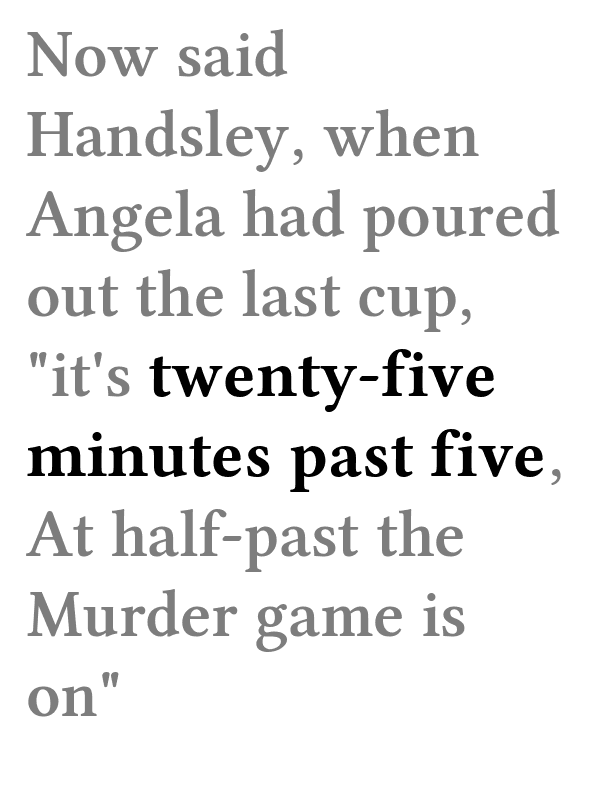 Now said
Handsley, when
Angela had poured
out the last cup,
"it's twenty-five
minutes past five,
At half-past the
Murder game is
on"